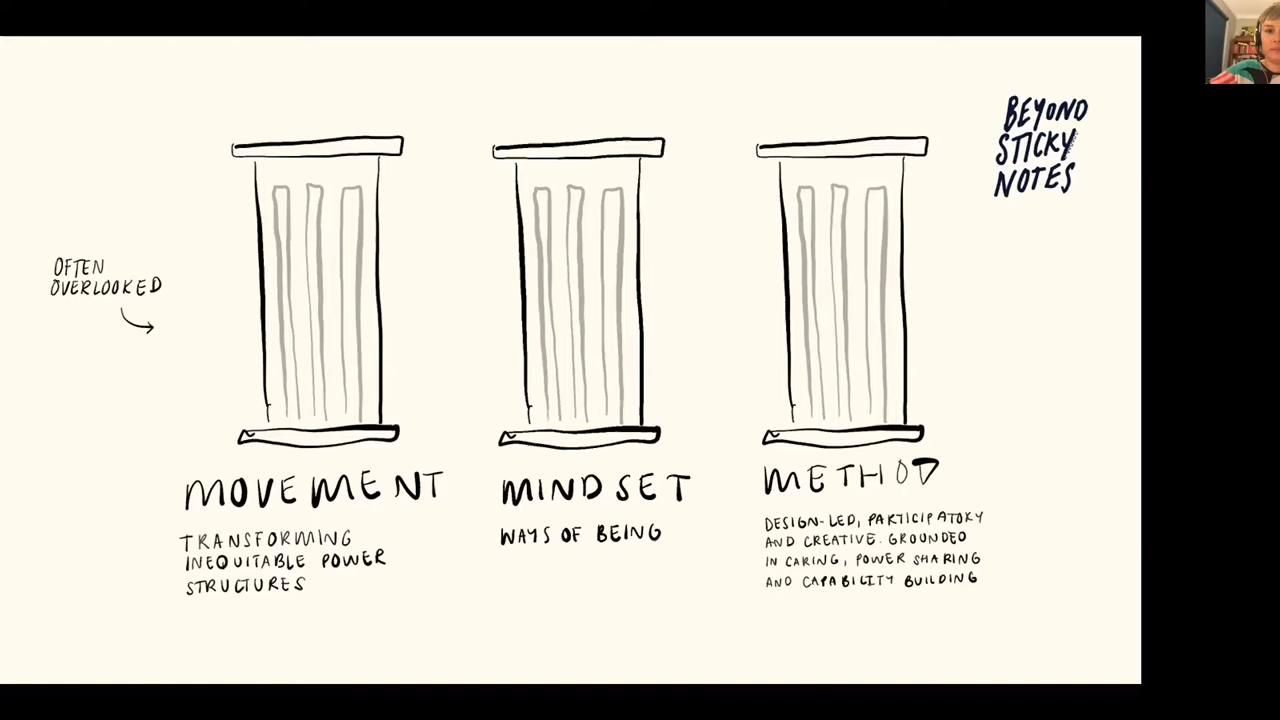 BEYOND
STICKY
NOTES
OFTEN
OVERLOOKED
MOVEMENT
TRANSFORMING
INEQUITABLE POWER
STRUCTURES
MINDSET
WAYS OF BEING
METHOD
DESIGN-LED, PARTICIPATORY
AND CREATIVE. GROUNDED
IN CARING, POWER SHARING
AND CAPABILITY BUILDING